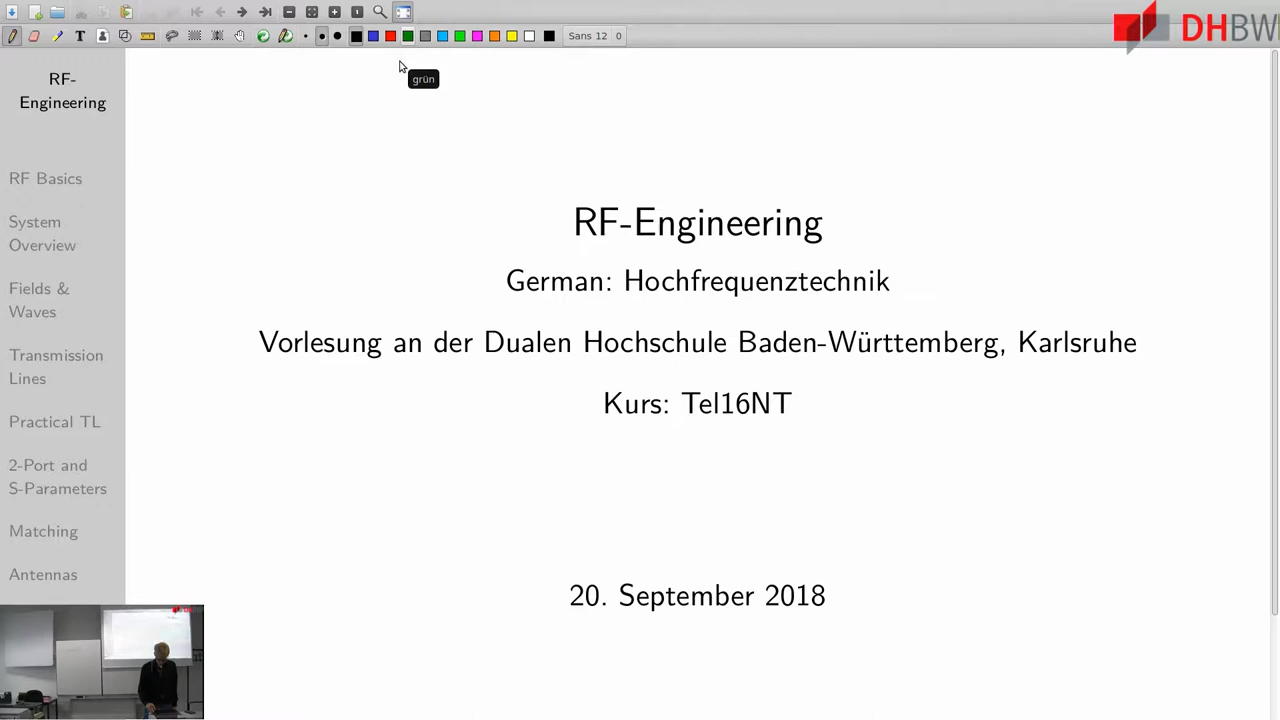 Sans 12 0
DHBW
grün
RF-
Engineering
RF Basics
System
Overview
Fields &
Waves
Transmission
Lines
Practical TL
2-Port and
S-Parameters
Matching
Antennas
RF-Engineering
German: Hochfrequenztechnik
Vorlesung an der Dualen Hochschule Baden-Württemberg, Karlsruhe
Kurs: Tel16NT
20. September 2018